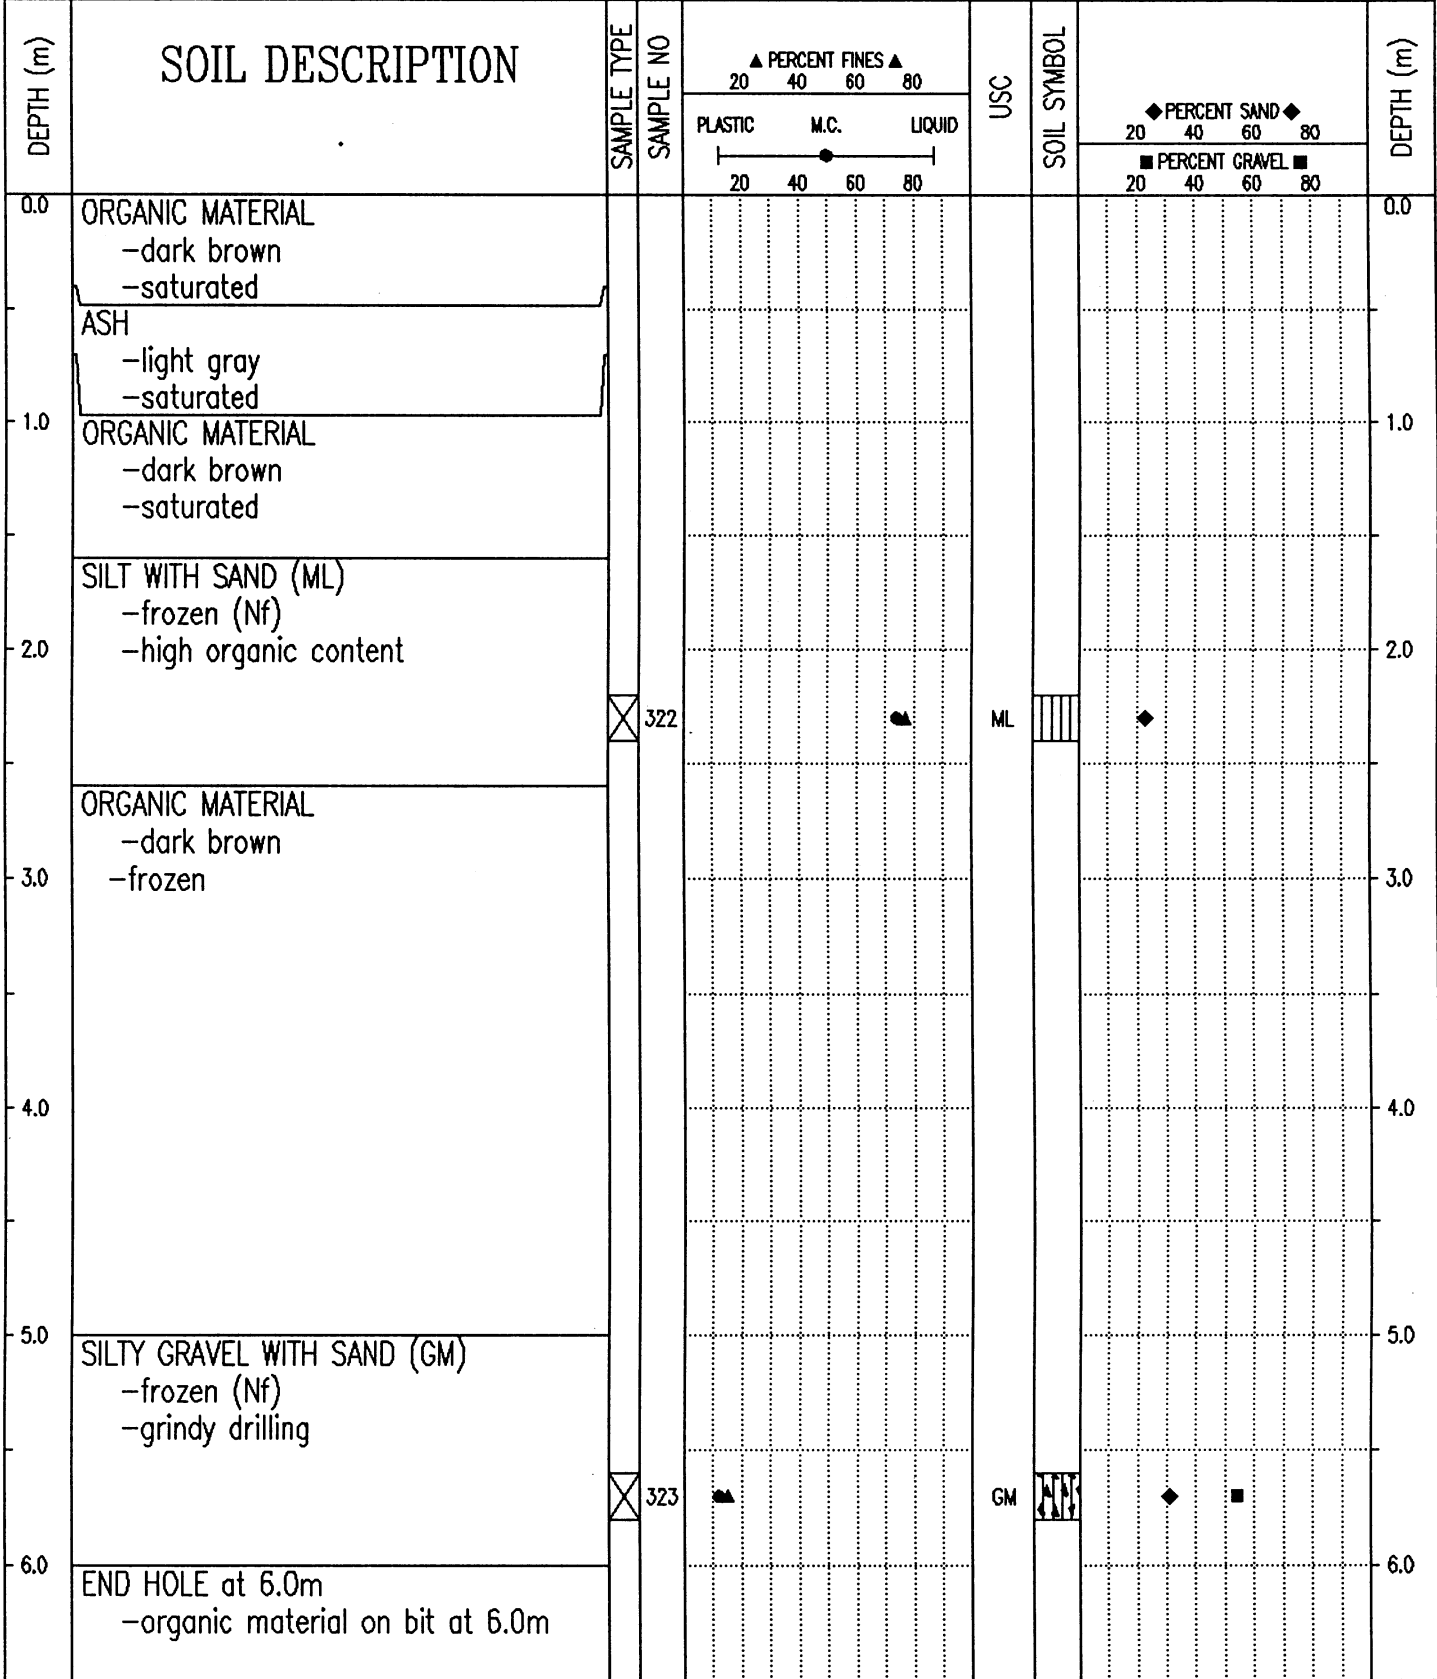 DEPTH (m)
SOIL DESCRIPTION
SAMPLE TYPE
SAMPLE NO
▲ PERCENT FINES ▲
20 40 60 80
PLASTIC M.C. LIQUID
20 40 60 80
USC
SOIL SYMBOL
◆ PERCENT SAND ◆
20 40 60 80
■ PERCENT GRAVEL ■
20 40 60 80
DEPTH (m)
0.0 ORGANIC MATERIAL 0.0
-dark brown
-saturated
ASH
-light gray
-saturated
1.0 1.0
ORGANIC MATERIAL
-dark brown
-saturated
SILT WITH SAND (ML)
-frozen (Nf)
2.0 -high organic content 2.0
322 ML
ORGANIC MATERIAL
-dark brown
3.0 -frozen 3.0
4.0 4.0
5.0 5.0
SILTY GRAVEL WITH SAND (GM)
-frozen (Nf)
-grindy drilling
323 GM
6.0 6.0
END HOLE at 6.0m
-organic material on bit at 6.0m